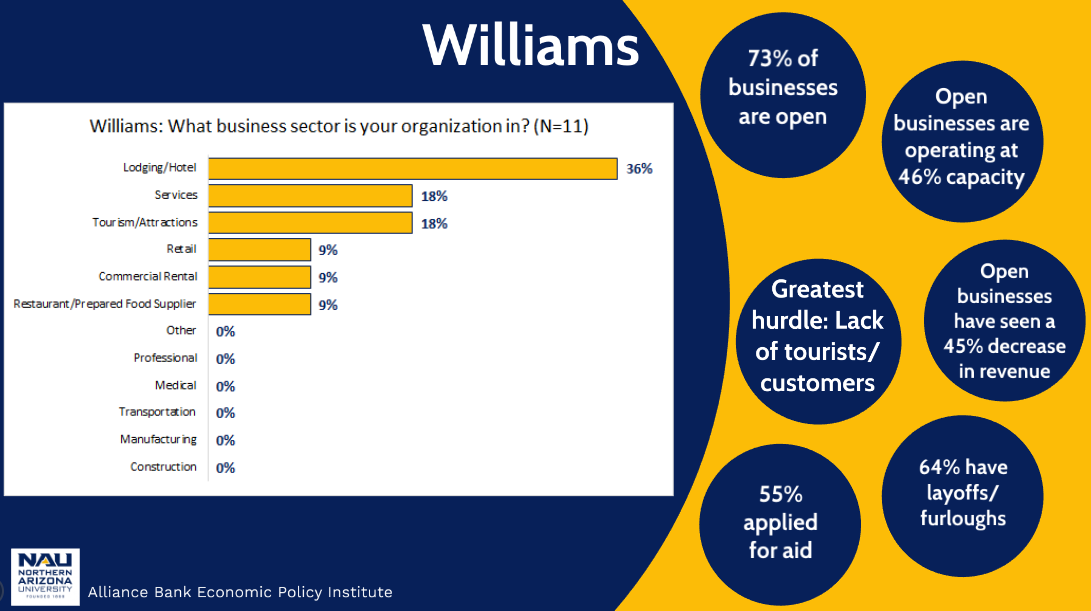 Williams
Williams: What business sector is your organization in? (N=11)
Lodging/Hotel 36%
Services 18%
Tourism/Attractions 18%
Retail 9%
Commercial Rental 9%
Restaurant/Prepared Food Supplier 9%
Other 0%
Professional 0%
Medical 0%
Transportation 0%
Manufacturing 0%
Construction 0%
73% of
businesses
are open
Open
businesses are
operating at
46% capacity
Greatest
hurdle: Lack
of tourists/
customers
Open
businesses
have seen a
45% decrease
in revenue
55%
applied
for aid
64% have
layoffs/
furloughs
NAU
NORTHERN
ARIZONA
UNIVERSITY
FOUNDED 1899
Alliance Bank Economic Policy Institute